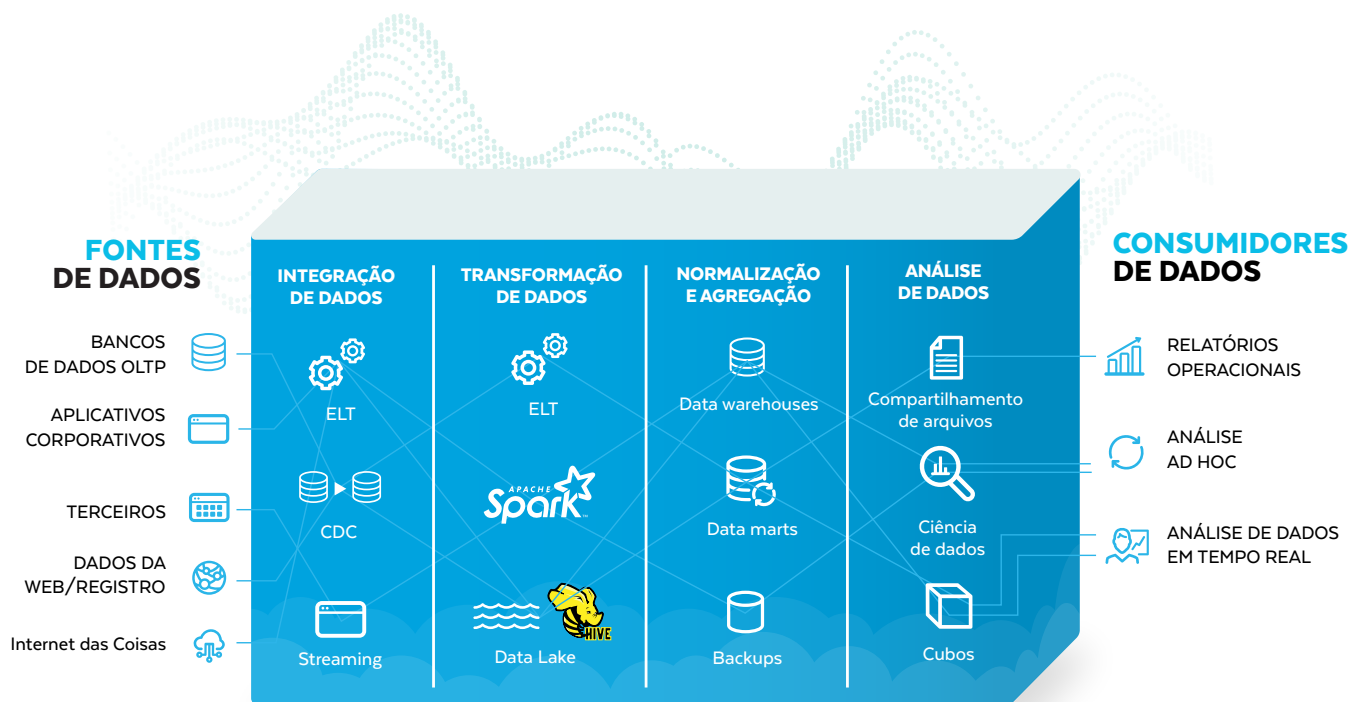 FONTES
DE DADOS
BANCOS
DE DADOS OLTP
APLICATIVOS
CORPORATIVOS
TERCEIROS
DADOS DA
WEB/REGISTRO
Internet das Coisas
INTEGRAÇÃO
DE DADOS
ELT
CDC
Streaming
TRANSFORMAÇÃO
DE DADOS
ELT
APACHE
Spark™
HIVE
Data Lake
NORMALIZAÇÃO
E AGREGAÇÃO
Data warehouses
Data marts
Backups
ANÁLISE
DE DADOS
Compartilhamento
de arquivos
Ciência
de dados
Cubos
CONSUMIDORES
DE DADOS
RELATÓRIOS
OPERACIONAIS
ANÁLISE
AD HOC
ANÁLISE DE DADOS
EM TEMPO REAL